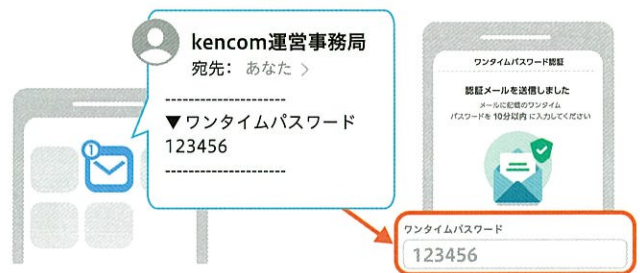 1
kencom運営事務局
宛先: あなた >
---------------------
▼ワンタイムパスワード
123456
---------------------
ワンタイムパスワード認証
認証メールを送信しました
メールに記載のワンタイム
パスワードを 10分以内 に入力してください
ワンタイムパスワード
123456